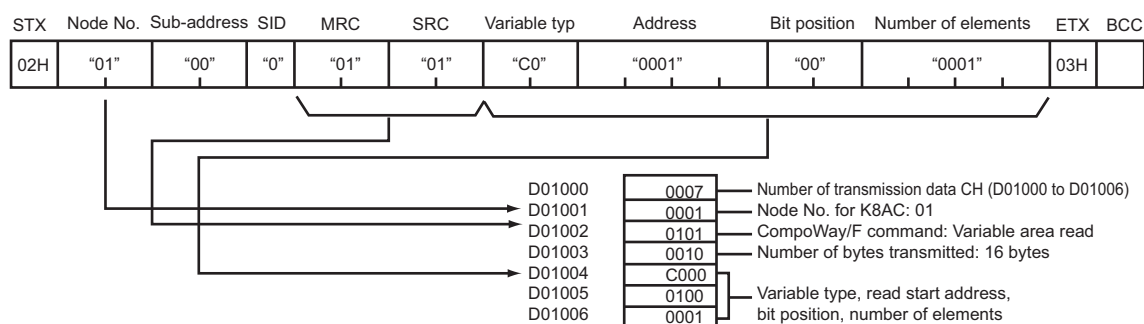 STX Node No. Sub-address SID MRC SRC Variable typ Address Bit position Number of elements ETX BCC
02H “01” “00” “0” “01” “01” “C0” “0001” “00” “0001” 03H
D01000 0007 Number of transmission data CH (D01000 to D01006)
D01001 0001 Node No. for K8AC: 01
D01002 0101 CompoWay/F command: Variable area read
D01003 0010 Number of bytes transmitted: 16 bytes
D01004 C000
D01005 0100 Variable type, read start address,
D01006 0001 bit position, number of elements